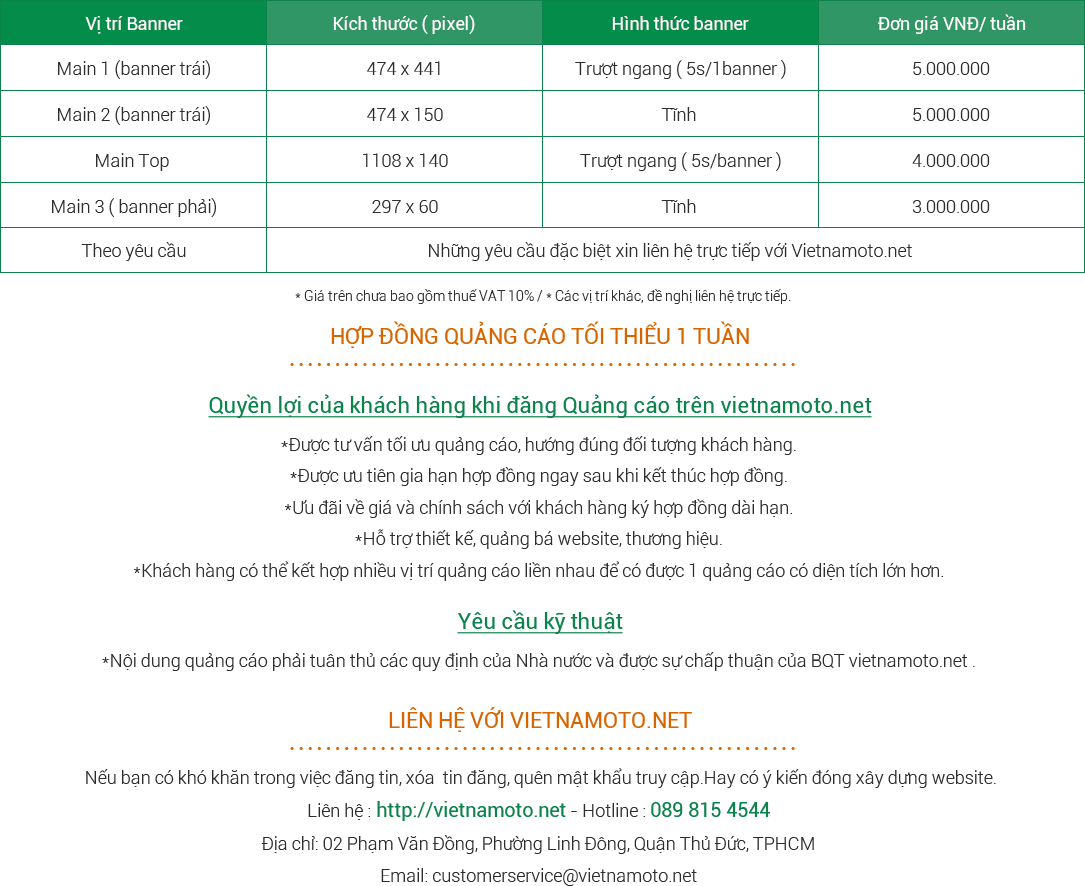 Vị trí Banner Kích thước ( pixel) Hình thức banner Đơn giá VNĐ/ tuần
Main 1 (banner trái) 474 x 441 Trượt ngang ( 5s/1banner ) 5.000.000
Main 2 (banner trái) 474 x 150 Tĩnh 5.000.000
Main Top 1108 x 140 Trượt ngang ( 5s/banner ) 4.000.000
Main 3 ( banner phải) 297 x 60 Tĩnh 3.000.000
Theo yêu cầu Những yêu cầu đặc biệt xin liên hệ trực tiếp với Vietnamoto.net
* Giá trên chưa bao gồm thuế VAT 10% / * Các vị trí khác, đề nghị liên hệ trực tiếp.
HỢP ĐỒNG QUẢNG CÁO TỐI THIỂU 1 TUẦN
Quyền lợi của khách hàng khi đăng Quảng cáo trên vietnamoto.net
*Được tư vấn tối ưu quảng cáo, hướng đúng đối tượng khách hàng.
*Được ưu tiên gia hạn hợp đồng ngay sau khi kết thúc hợp đồng.
*Ưu đãi về giá và chính sách với khách hàng ký hợp đồng dài hạn.
*Hỗ trợ thiết kế, quảng bá website, thương hiệu.
*Khách hàng có thể kết hợp nhiều vị trí quảng cáo liền nhau để có được 1 quảng cáo có diện tích lớn hơn.
Yêu cầu kỹ thuật
*Nội dung quảng cáo phải tuân thủ các quy định của Nhà nước và được sự chấp thuận của BQT vietnamoto.net .
LIÊN HỆ VỚI VIETNAMOTO.NET
Nếu bạn có khó khăn trong việc đăng tin, xóa tin đăng, quên mật khẩu truy cập.Hay có ý kiến đóng xây dựng website.
Liên hệ : http://vietnamoto.net - Hotline : 089 815 4544
Địa chỉ: 02 Phạm Văn Đồng, Phường Linh Đông, Quận Thủ Đức, TPHCM
Email: customerservice@vietnamoto.net